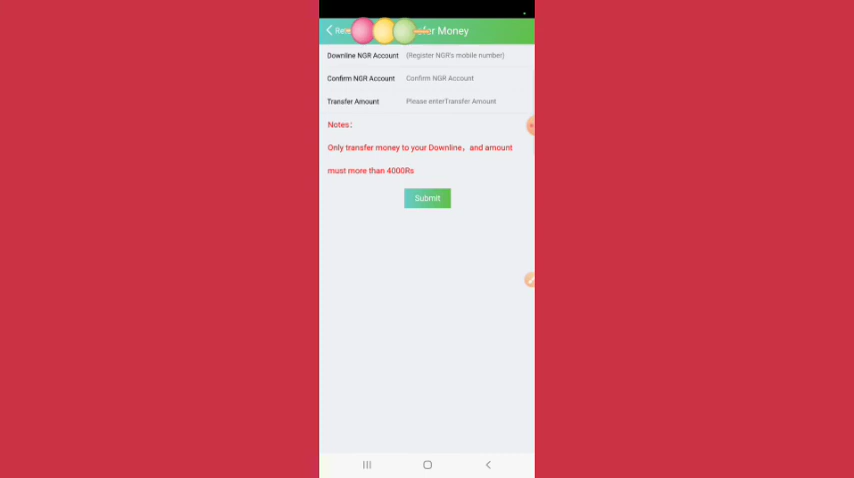 fer Money
Downline NGR Account (Register NGR's mobile number)
Confirm NGR Account Confirm NGR Account
Transfer Amount Please enterTransfer Amount
Notes：
Only transfer money to your Downline，and amount
must more than 4000Rs
Submit